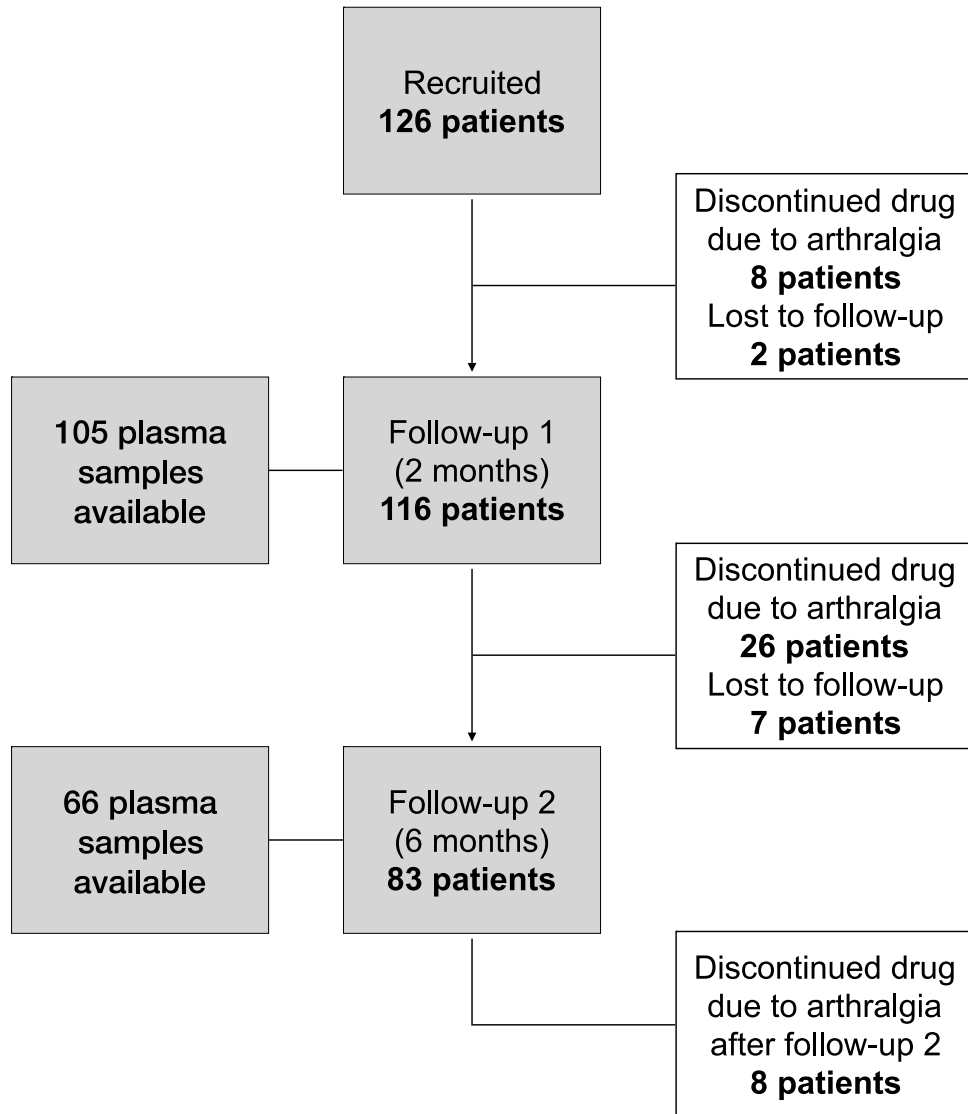 Recruited
126 patients
Discontinued drug
due to arthralgia
8 patients
Lost to follow-up
2 patients
105 plasma
samples
available
Follow-up 1
(2 months)
116 patients
Discontinued drug
due to arthralgia
26 patients
Lost to follow-up
7 patients
66 plasma
samples
available
Follow-up 2
(6 months)
83 patients
Discontinued drug
due to arthralgia
after follow-up 2
8 patients